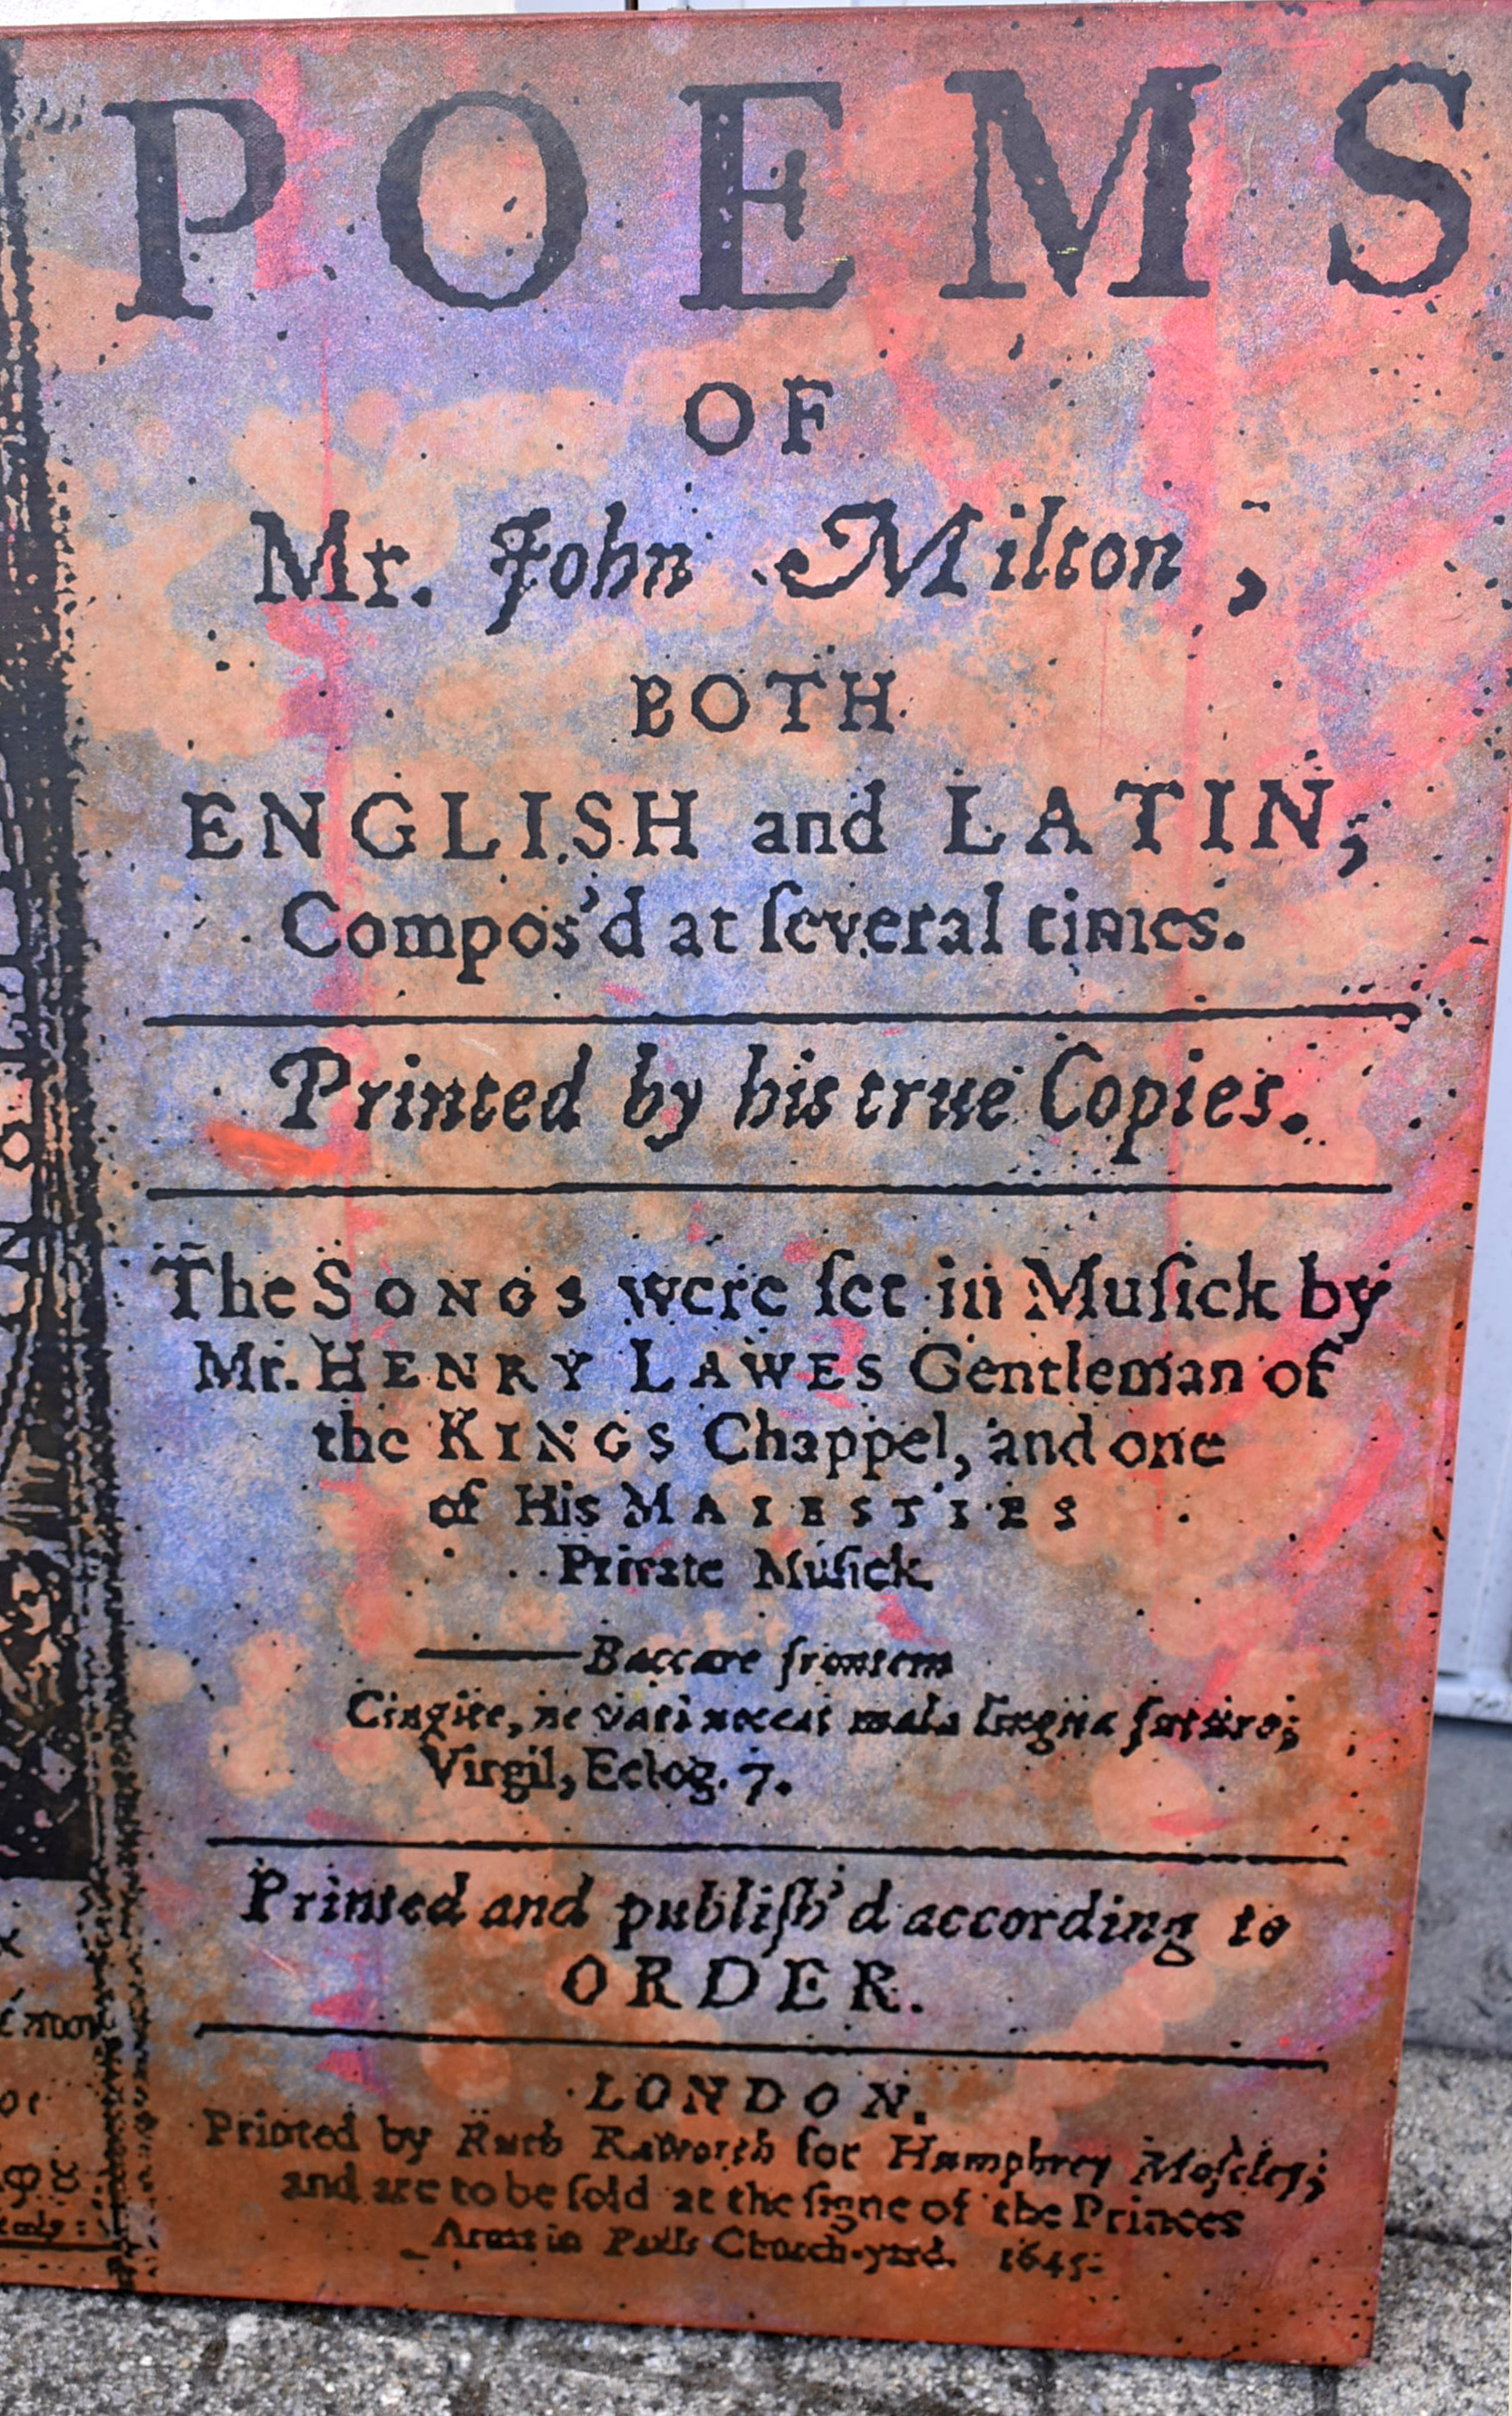 POEMS
OF
Mr. John Milton,
BOTH
ENGLISH and LATIN,
Compos'd at ſeveral times.
Printed by his true Copies.
The SONGS were ſet in Muſick by
Mr. HENRY LAWES Gentleman of
the KINGS Chappel, and one
of His MAIESTIES
Private Muſick.
Baccare frontem
Cingite, ne vati noceat mala lingua futuro;
Virgil, Eclog. 7.
Printed and publiſh'd according to
ORDER.
LONDON,
Printed by Ruth Raworth for Humphrey Moſeley;
and are to be ſold at the ſigne of the Princes
Arms in Pauls Church-yard. 1645.